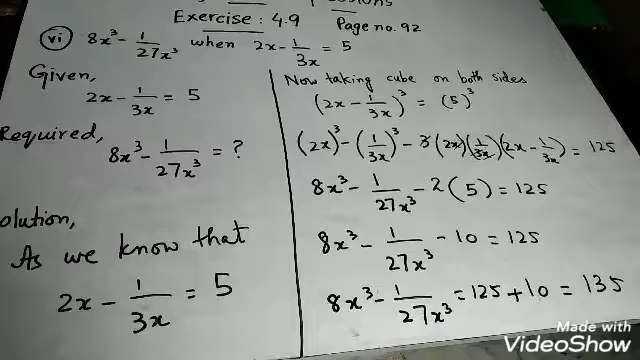 Exercise : 4.9 Page no. 92
(vi) 8x³ - 1/27x³ when 2x - 1/3x = 5
Given,
2x - 1/3x = 5
Required,
8x³ - 1/27x³ = ?
olution,
As we know that
2x - 1/3x = 5
Now taking cube on both sides
(2x - 1/3x)³ = (5)³
(2x)³ - (1/3x)³ - 3(2x)(1/3x)(2x - 1/3x) = 125
8x³ - 1/27x³ - 2(5) = 125
8x³ - 1/27x³ - 10 = 125
8x³ - 1/27x³ = 125 + 10 = 135
Made with
VideoShow